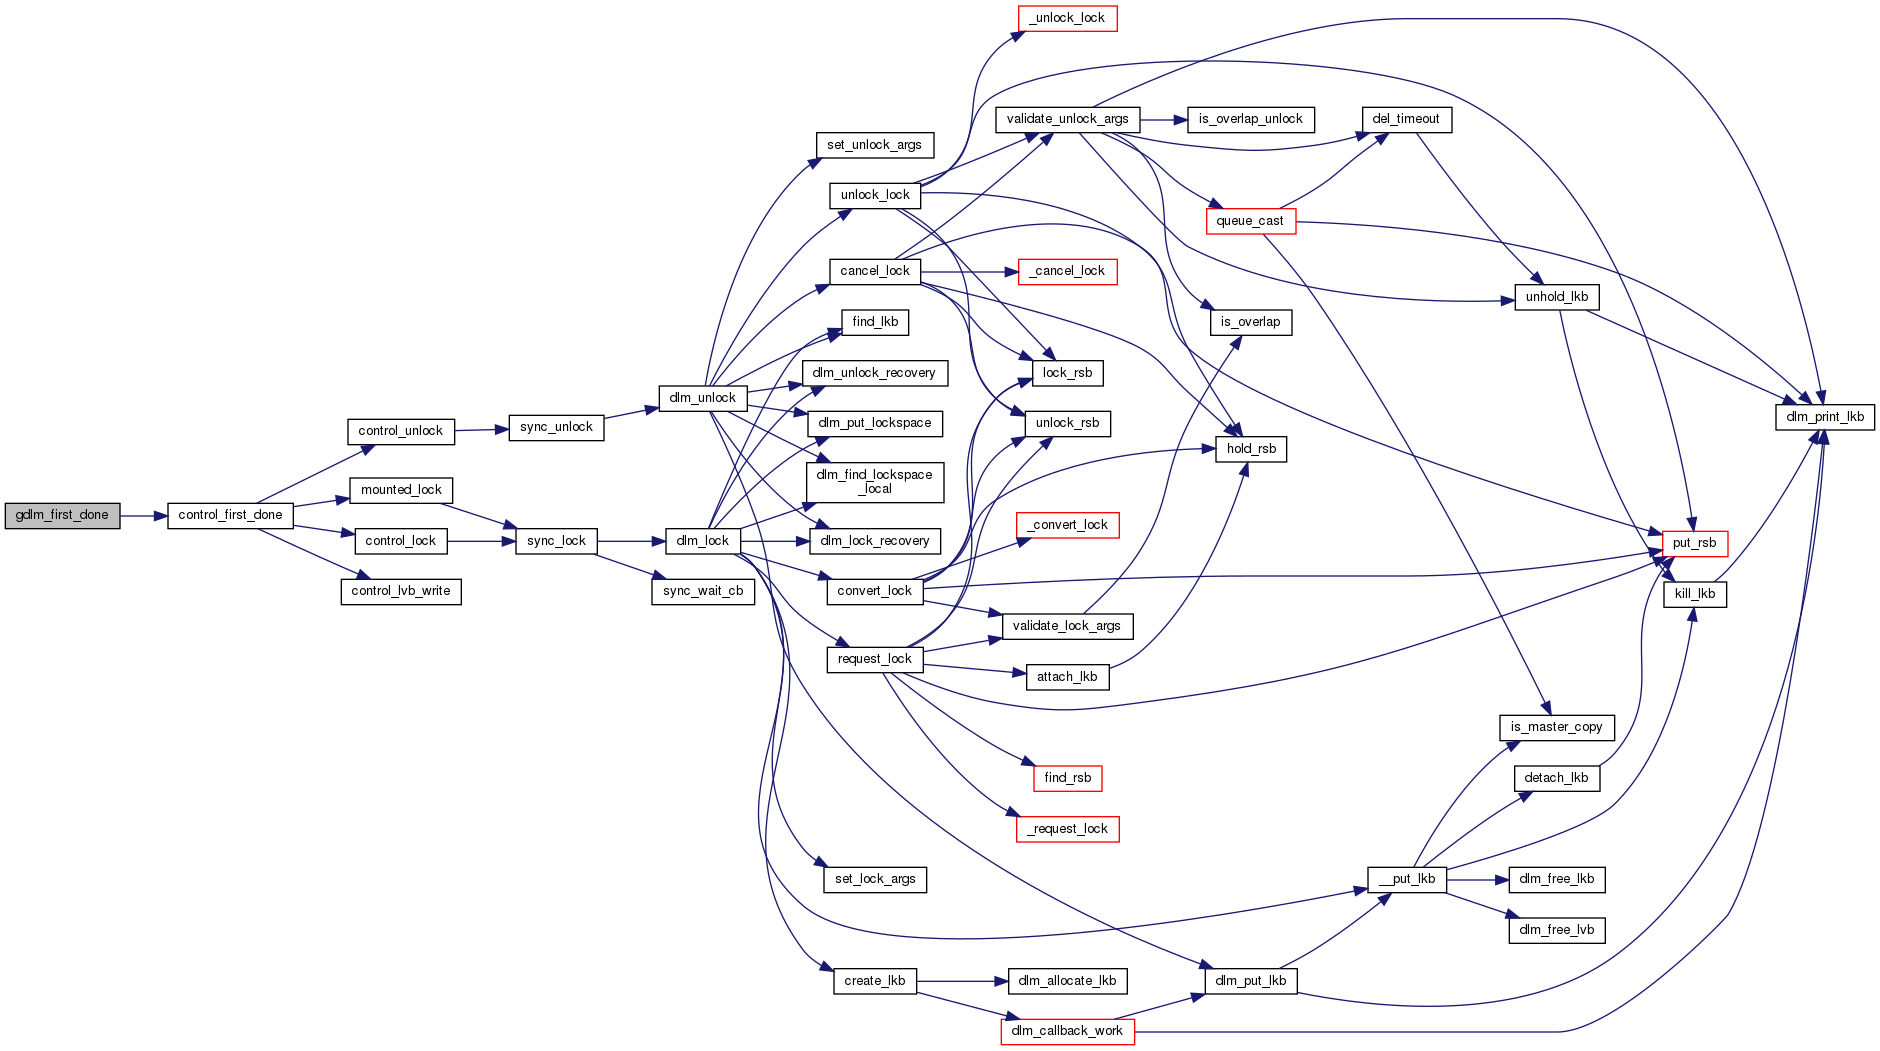 gdlm_first_done
control_first_done
control_unlock
mounted_lock
control_lock
control_lvb_write
sync_unlock
sync_lock
dlm_unlock
dlm_lock
sync_wait_cb
set_unlock_args
unlock_lock
cancel_lock
find_lkb
dlm_unlock_recovery
dlm_put_lockspace
dlm_find_lockspace
_local
dlm_lock_recovery
convert_lock
request_lock
set_lock_args
create_lkb
_unlock_lock
validate_unlock_args
_cancel_lock
lock_rsb
unlock_rsb
_convert_lock
validate_lock_args
attach_lkb
find_rsb
_request_lock
dlm_allocate_lkb
dlm_callback_work
is_overlap_unlock
queue_cast
is_overlap
hold_rsb
dlm_put_lkb
del_timeout
__put_lkb
unhold_lkb
is_master_copy
detach_lkb
dlm_free_lkb
dlm_free_lvb
put_rsb
kill_lkb
dlm_print_lkb